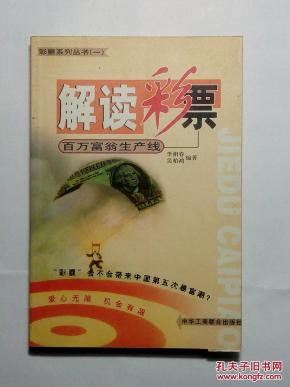 彩票系列丛书(一)
解读彩票
百万富翁生产线
编著
JIEDU CAIPIAO
"彩票"会不会带来中国第五次暴富潮?
爱心无限 机会有源
中华工商联合出版社
孔夫子旧书网